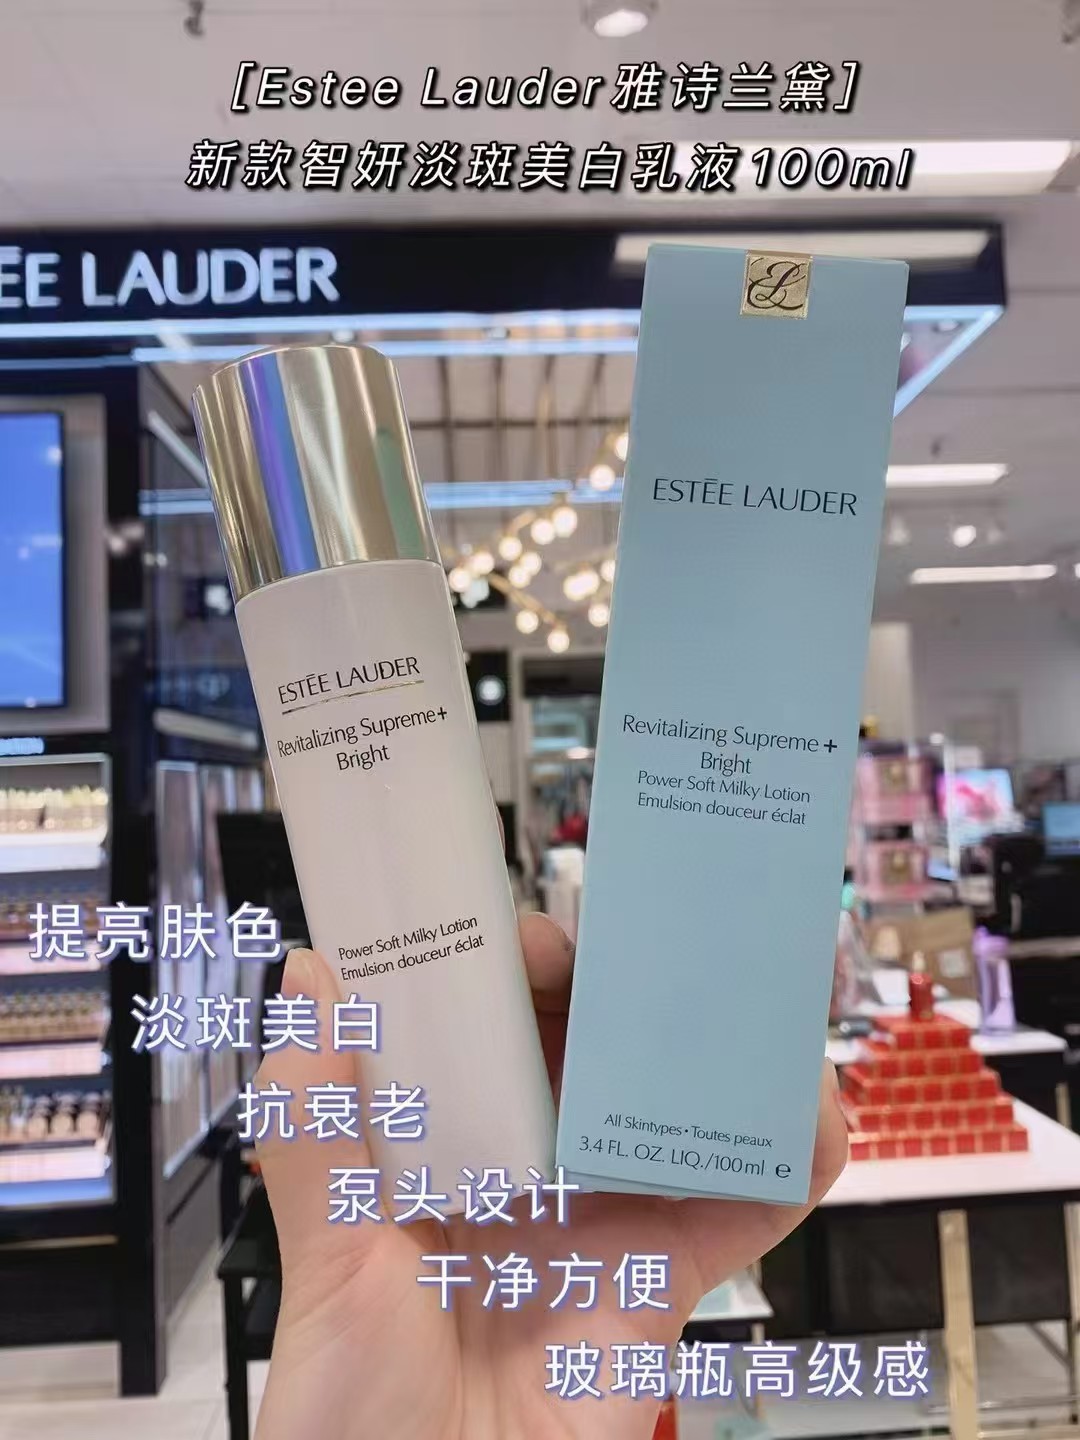 [Estee Lauder雅诗兰黛]
新款智妍淡斑美白乳液100ml
ĒE LAUDER
ESTĒE LAUDER
Revitalizing Supreme+
Bright
Power Soft Milky Lotion
Emulsion douceur éclat
ESTĒE LAUDER
Revitalizing Supreme+
Bright
Power Soft Milky Lotion
Emulsion douceur éclat
All Skintypes • Toutes peaux
3.4 FL. OZ. LIQ./100ml e
提亮肤色
淡斑美白
抗衰老
泵头设计
干净方便
玻璃瓶高级感